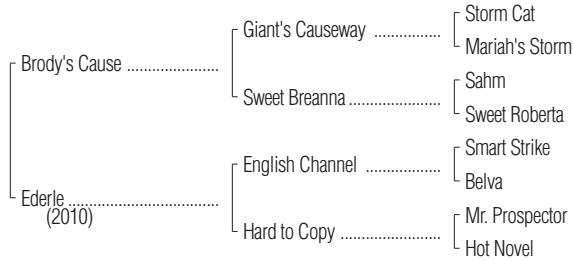 Storm Cat
Giant's Causeway ................
Mariah's Storm
Brody's Cause ......................
Sahm
Sweet Breanna ......................
Sweet Roberta
Smart Strike
English Channel ..................
Belva
Ederle ....................................
(2010)
Mr. Prospector
Hard to Copy ........................
Hot Novel